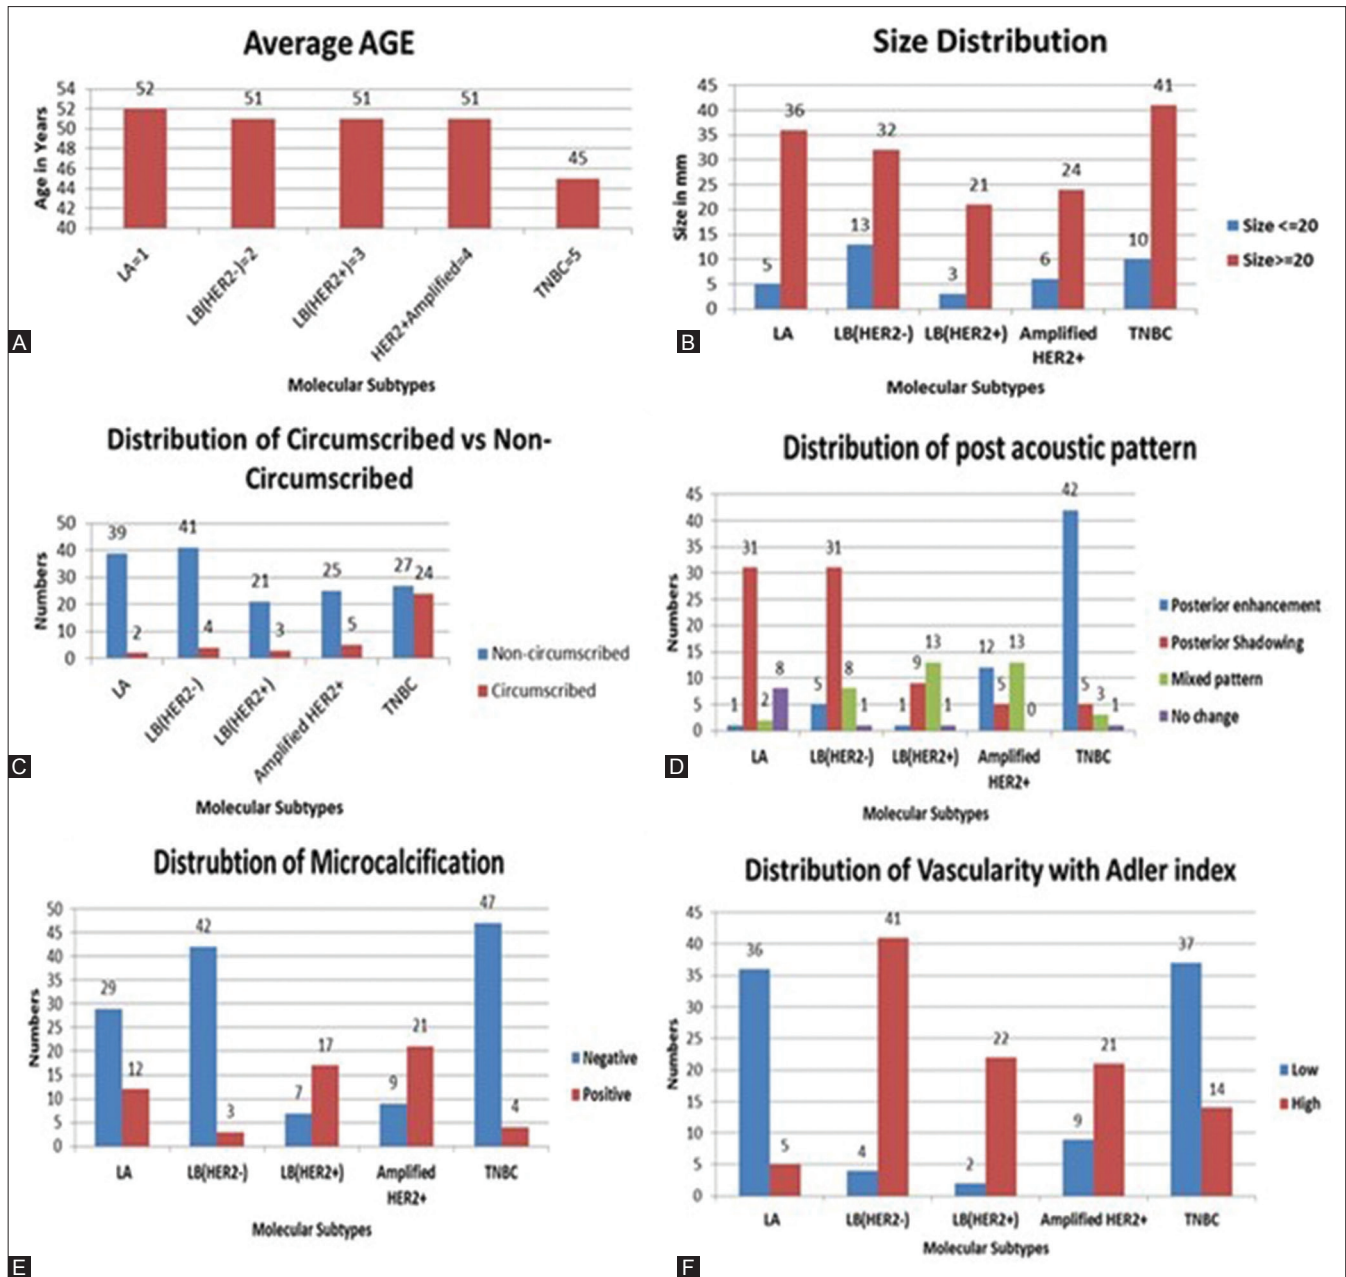 Average AGE
Age in Years
54
52
50
48
46
44
42
40
52
51
51
51
45
LA=1
LB(HER2-)=2
LB(HER2+)=3
HER2+Amplified=4
TNBC=5
Molecular Subtypes
A
Size Distribution
Size in mm
45
40
35
30
25
20
15
10
5
0
5
36
13
32
3
21
6
24
10
41
LA
LB(HER2-)
LB(HER2+)
Amplified
HER2+
TNBC
Size <=20
Size>=20
Molecular Subtypes
B
Distribution of Circumscribed vs Non-
Circumscribed
Numbers
50
40
30
20
10
0
39
2
41
4
21
3
25
5
27
24
LA
LB(HER2-)
LB(HER2+)
Amplified HER2+
TNBC
Non-circumscribed
Circumscribed
Molecular Subtypes
C
Distribution of post acoustic pattern
Numbers
45
40
35
30
25
20
15
10
5
0
1
31
2
8
5
31
8
1
1
9
13
1
12
5
13
0
42
5
3
1
LA
LB(HER2-)
LB(HER2+)
Amplified
HER2+
TNBC
Posterior enhancement
Posterior Shadowing
Mixed pattern
No change
Molecular Subtypes
D
Distrubtion of Microcalcification
Numbers
50
45
40
35
30
25
20
15
10
5
0
29
12
42
3
7
17
9
21
47
4
LA
LB(HER2-)
LB(HER2+)
Amplified
HER2+
TNBC
Negative
Positive
Molecular Subtypes
E
Distribution of Vascularity with Adler index
Numbers
45
40
35
30
25
20
15
10
5
0
36
5
4
41
2
22
9
21
37
14
LA
LB(HER2-)
LB(HER2+)
Amplified HER2+
TNBC
Low
High
Molecular Subtypes
F